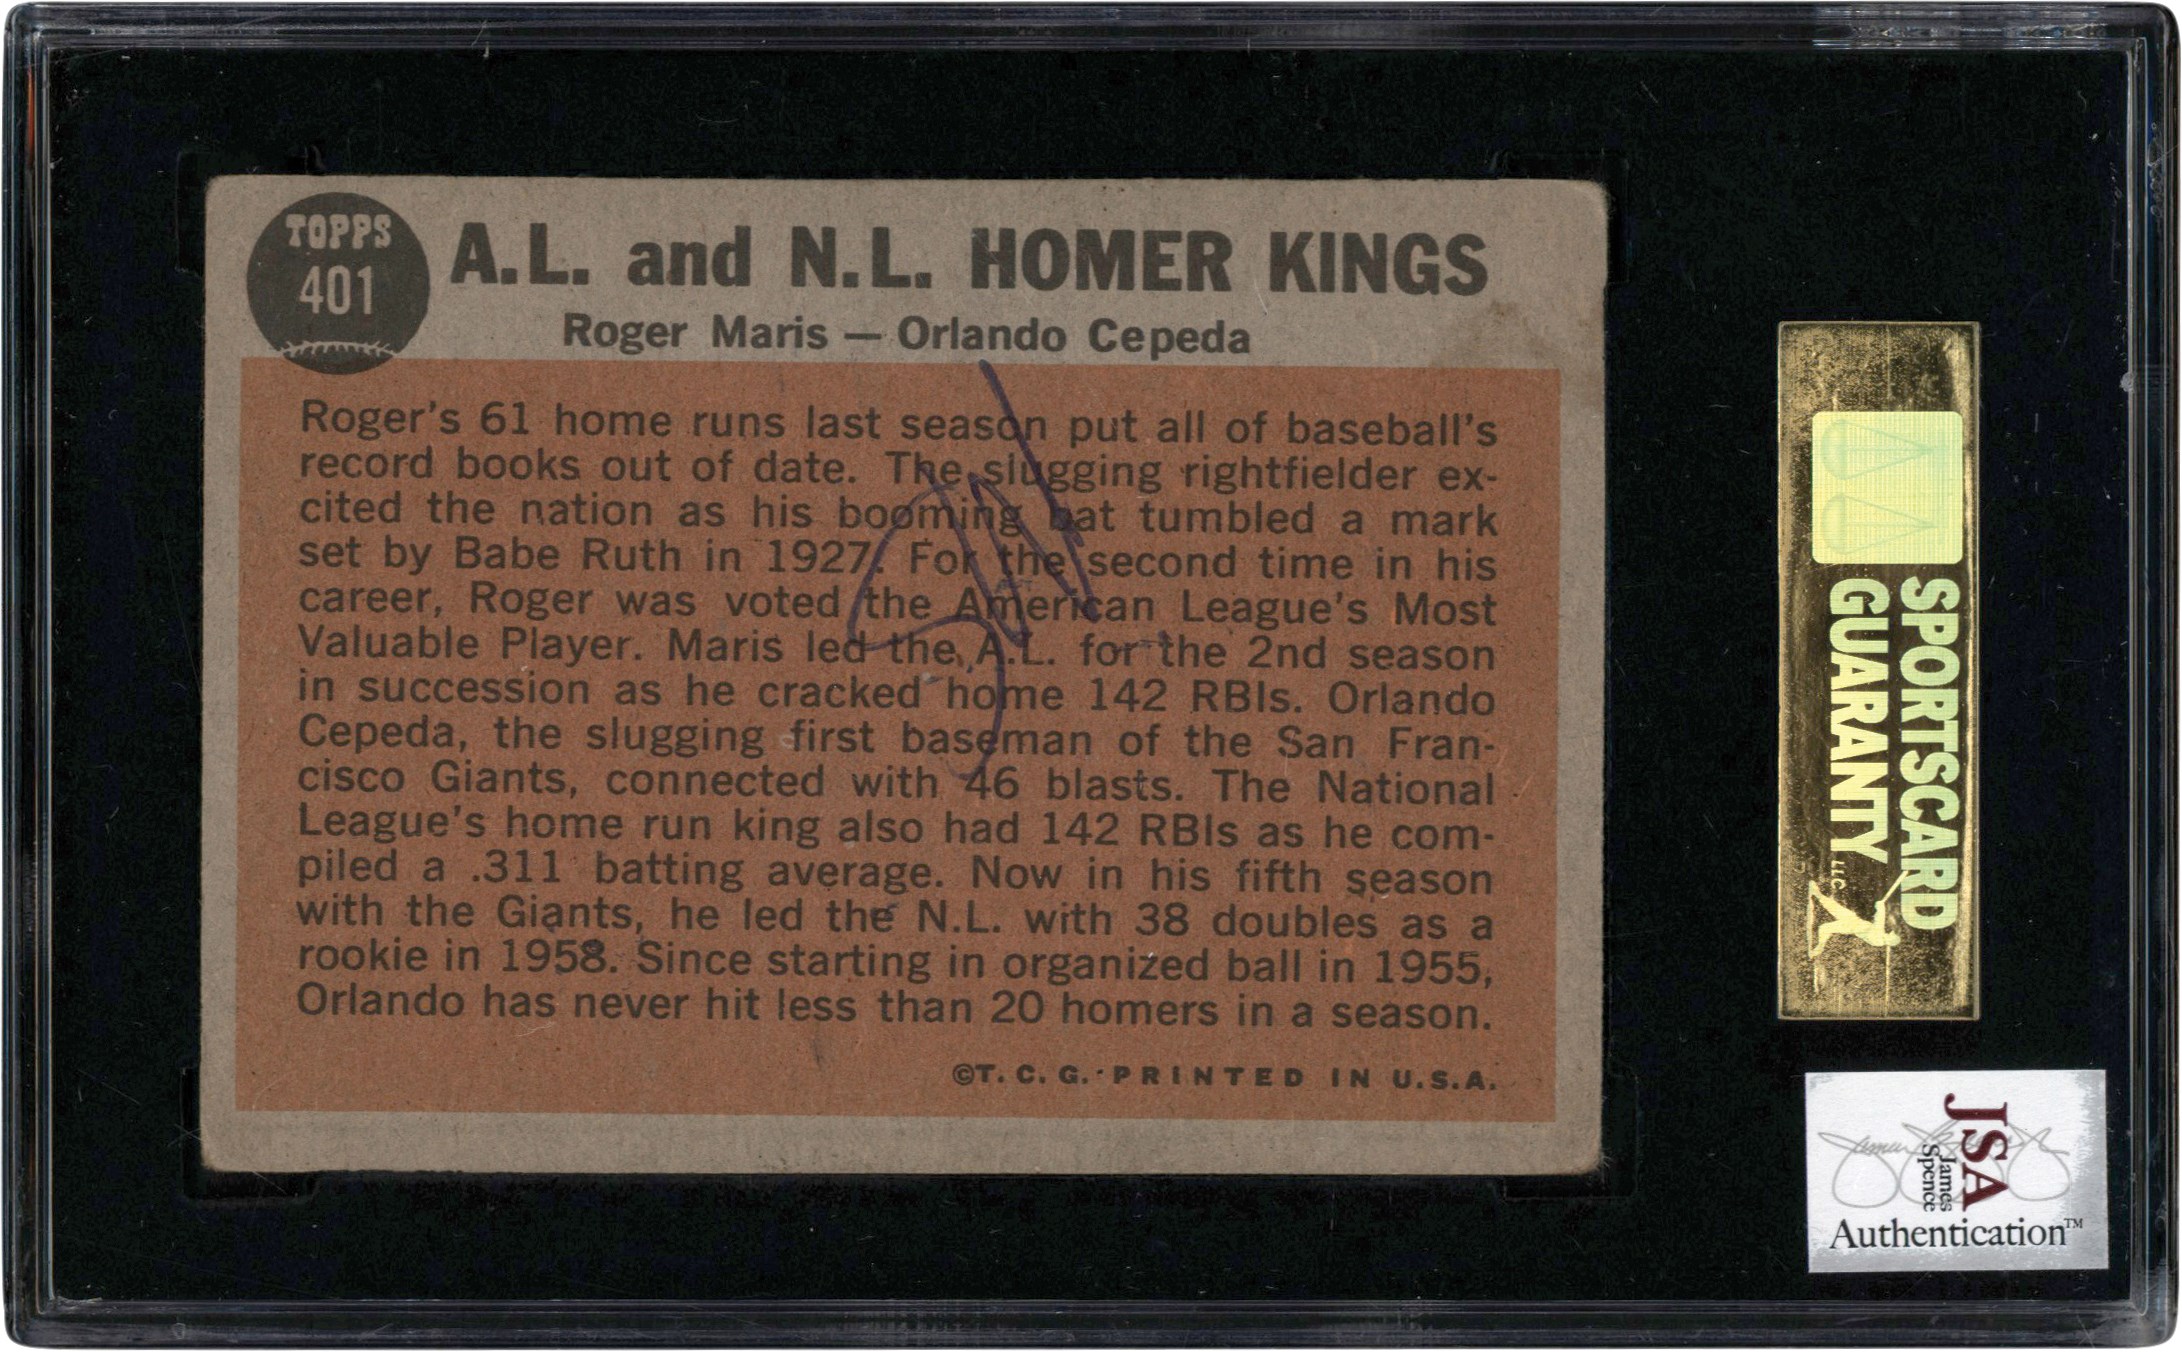 TOPPS
401
A.L. and N.L. HOMER KINGS
Roger Maris — Orlando Cepeda
Roger's 61 home runs last season put all of baseball's
record books out of date. The slugging rightfielder ex-
cited the nation as his booming bat tumbled a mark
set by Babe Ruth in 1927. For the second time in his
career, Roger was voted the American League's Most
Valuable Player. Maris led the A.L. for the 2nd season
in succession as he cracked home 142 RBIs. Orlando
Cepeda, the slugging first baseman of the San Fran-
cisco Giants, connected with 46 blasts. The National
League's home run king also had 142 RBIs as he com-
piled a .311 batting average. Now in his fifth season
with the Giants, he led the N.L. with 38 doubles as a
rookie in 1958. Since starting in organized ball in 1955,
Orlando has never hit less than 20 homers in a season.
©T. C. G. · PRINTED IN U.S.A.
SPORTSCARD
GUARANTY LLC
JSA
James
Spence
Authentication™